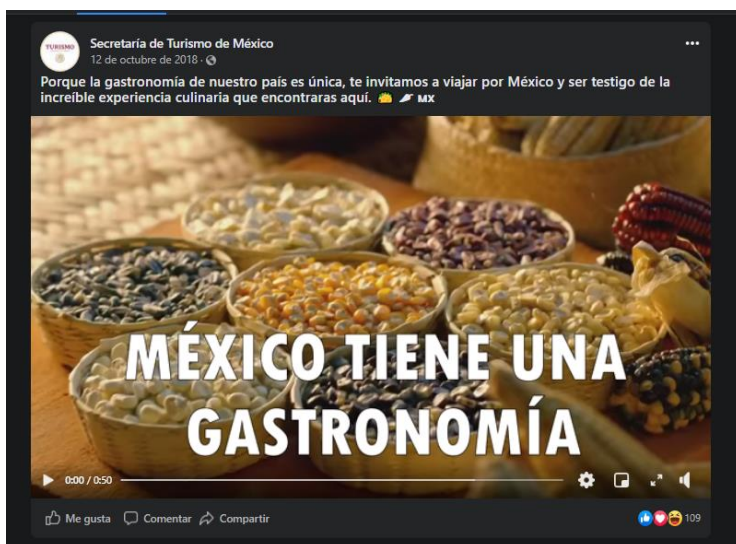 TURISMO
Secretaría de Turismo de México
12 de octubre de 2018 ·
Porque la gastronomía de nuestro país es única, te invitamos a viajar por México y ser testigo de la
increíble experiencia culinaria que encontraras aquí. MX
MÉXICO TIENE UNA
GASTRONOMÍA
0:00 / 0:50
Me gusta Comentar Compartir 109